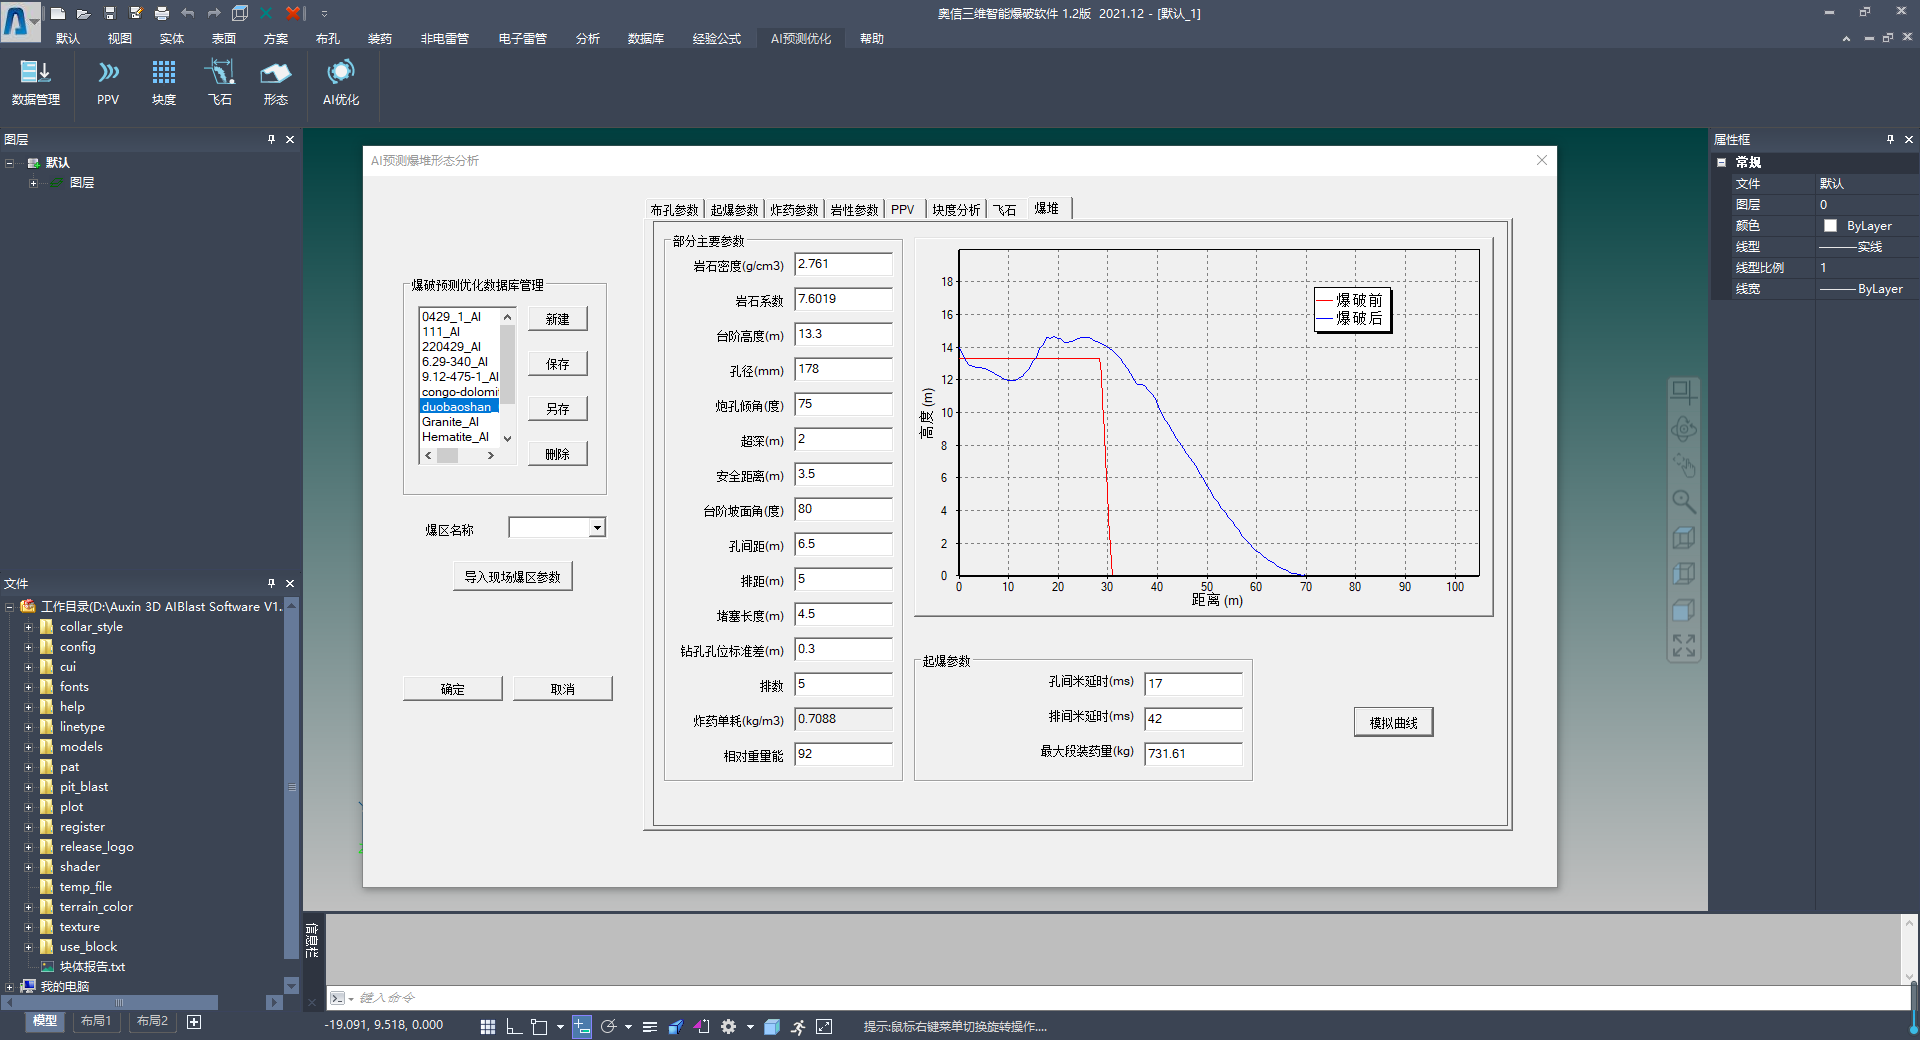 奥信三维智能爆破软件 1.2版 2021.12 - [默认_1]
默认 视图 实体 表面 方案 布孔 装药 非电雷管 电子雷管 分析 数据库 经验公式 AI预测优化 帮助
数据管理 PPV 块度 飞石 形态 AI优化
图层
默认
图层
文件
工作目录(D:\Auxin 3D AIBlast Software V1.
collar_style
config
cui
fonts
help
linetype
models
pat
pit_blast
plot
register
release_logo
shader
temp_file
terrain_color
texture
use_block
块体报告.txt
我的电脑
模型 布局1 布局2
AI预测爆堆形态分析
爆破预测优化数据库管理
0429_1_AI
111_AI
220429_AI
6.29-340_AI
9.12-475-1_AI
congo-dolomi
duobaoshan
Granite_AI
Hematite_AI
新建
保存
另存
删除
爆区名称
导入现场爆区参数
确定 取消
布孔参数 起爆参数 炸药参数 岩性参数 PPV 块度分析 飞石 爆堆
部分主要参数
岩石密度(g/cm3) 2.761
岩石系数 7.6019
台阶高度(m) 13.3
孔径(mm) 178
炮孔倾角(度) 75
超深(m) 2
安全距离(m) 3.5
台阶坡面角(度) 80
孔间距(m) 6.5
排距(m) 5
堵塞长度(m) 4.5
钻孔孔位标准差(m) 0.3
排数 5
炸药单耗(kg/m3) 0.7088
相对重量能 92
高度 (m)
18
16
14
12
10
8
6
4
2
0
0 10 20 30 40 50 60 70 80 90 100
距离 (m)
爆破前
爆破后
起爆参数
孔间米延时(ms) 17
排间米延时(ms) 42
最大段装药量(kg) 731.61
模拟曲线
属性框
常规
文件 默认
图层 0
颜色 ByLayer
线型 实线
线型比例 1
线宽 ByLayer
信息栏
键入命令
-19.091, 9.518, 0.000
提示:鼠标右键菜单切换旋转操作....